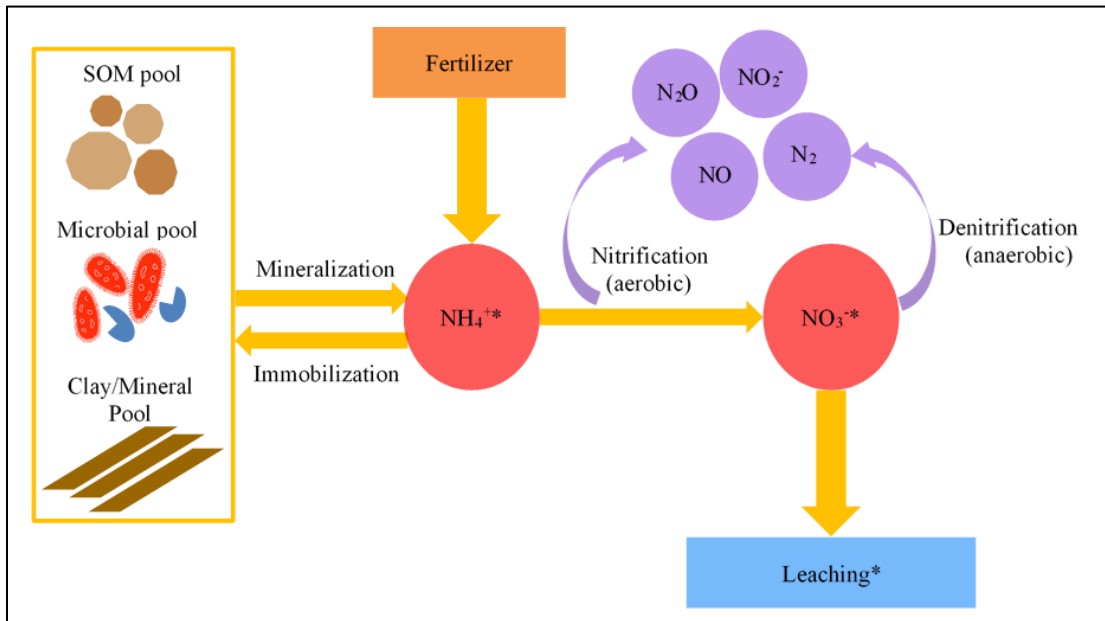 SOM pool
Microbial pool
Clay/Mineral
Pool
Mineralization
Immobilization
Fertilizer
NH₄⁺*
Nitrification
(aerobic)
N₂O
NO₂⁻
NO
N₂
Denitrification
(anaerobic)
NO₃⁻*
Leaching*